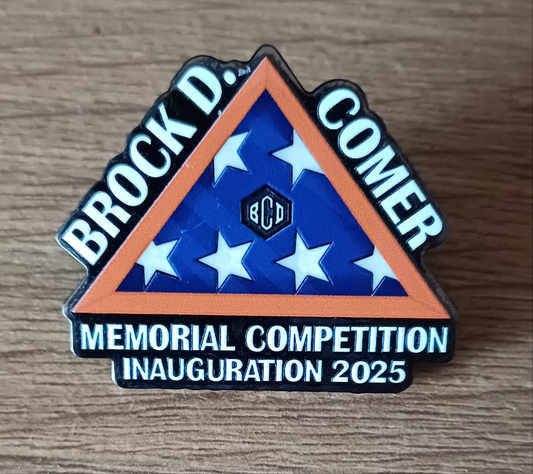 BROCK D.
COMER
BCD
MEMORIAL COMPETITION
INAUGURATION 2025